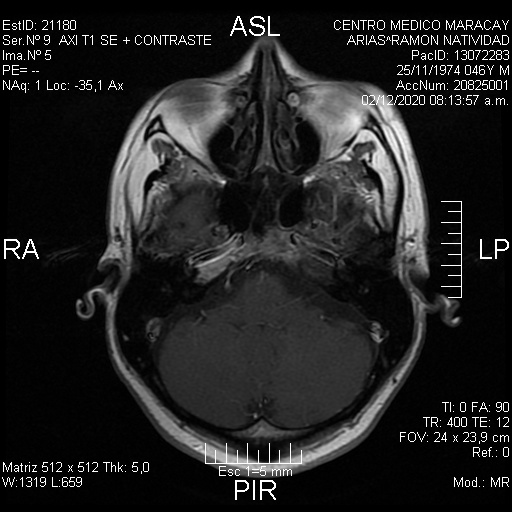 EstID: 21180
Ser.Nº 9 AXI T1 SE + CONTRASTE
Ima.Nº 5
PE= --
NAq: 1 Loc: -35,1 Ax
ASL
CENTRO MEDICO MARACAY
ARIAS^RAMON NATIVIDAD
PacID: 13072283
25/11/1974 046Y M
AccNum: 20825001
02/12/2020 08:13:57 a.m.
RA
LP
TI: 0 FA: 90
TR: 400 TE: 12
FOV: 24 x 23,9 cm
Ref.: 0
Mod.: MR
Matriz 512 x 512 Thk: 5,0
W:1319 L:659
Esc 1=5 mm
PIR